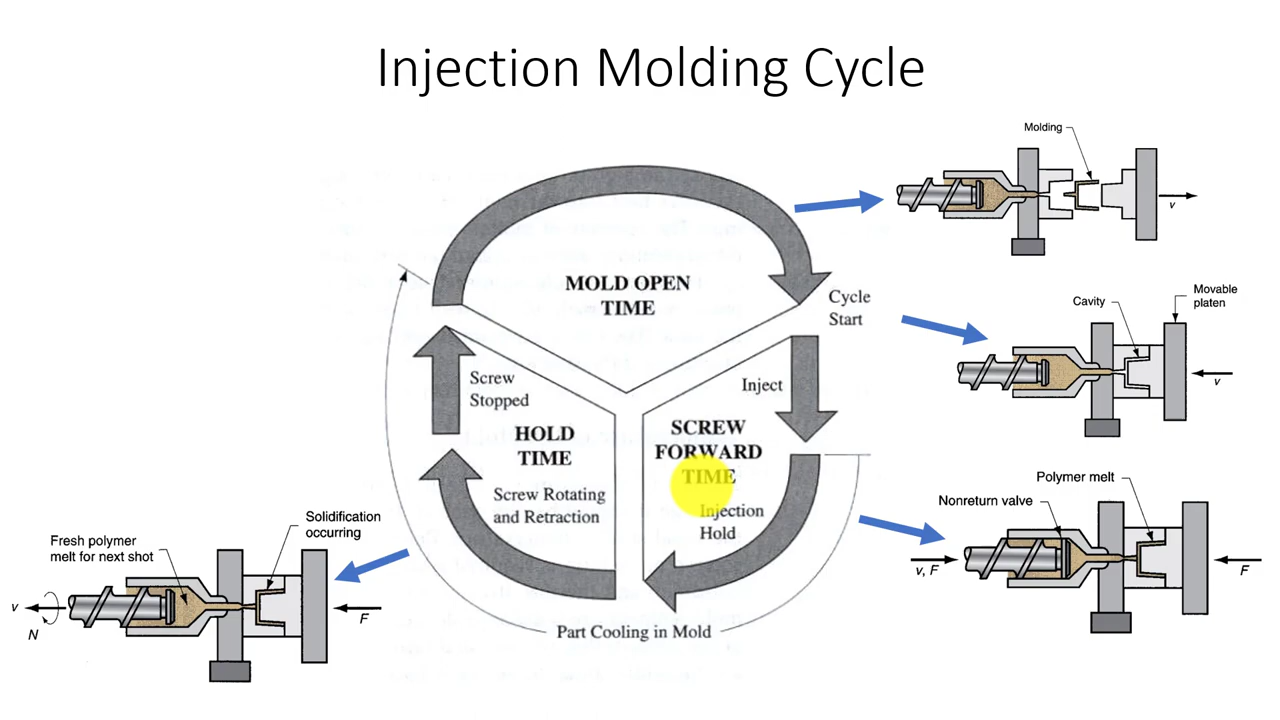 Injection Molding Cycle
Molding
v
MOLD OPEN
TIME
Cycle
Start
Cavity
Movable
platen
v
Screw
Stopped
Inject
HOLD
TIME
SCREW
FORWARD
TIME
Screw Rotating
and Retraction
Injection
Hold
Polymer melt
Nonreturn valve
v, F
F
Solidification
occurring
Fresh polymer
melt for next shot
v
N
F
Part Cooling in Mold